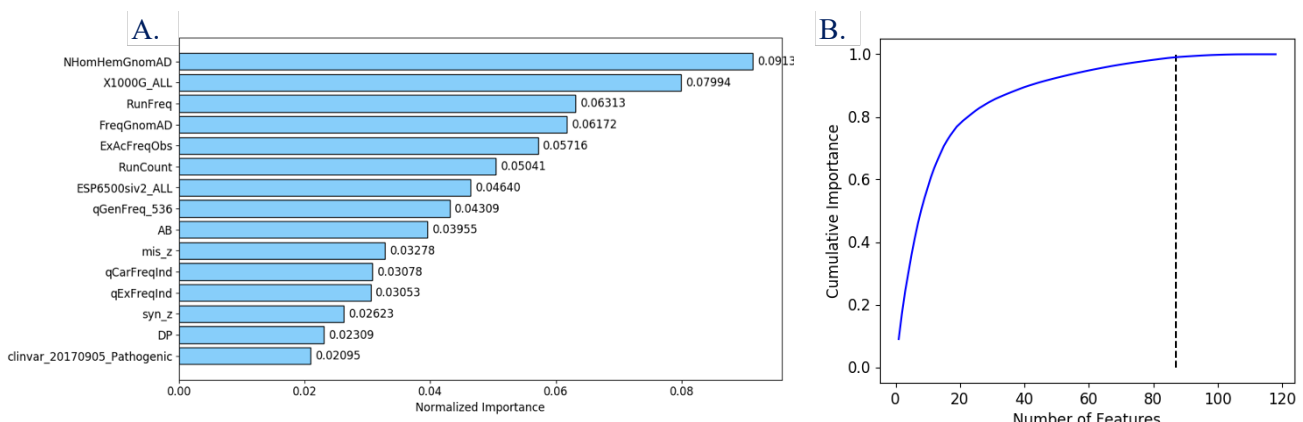 A.
NHomHemGnomAD
0.0913
X1000G_ALL
0.07994
RunFreq
0.06313
FreqGnomAD
0.06172
ExAcFreqObs
0.05716
RunCount
0.05041
ESP6500siv2_ALL
0.04640
qGenFreq_536
0.04309
AB
0.03955
mis_z
0.03278
qCarFreqInd
0.03078
qExFreqInd
0.03053
syn_z
0.02623
DP
0.02309
clinvar_20170905_Pathogenic
0.02095
0.00 0.02 0.04 0.06 0.08
Normalized Importance
B.
Cumulative Importance
1.0
0.8
0.6
0.4
0.2
0.0
0 20 40 60 80 100 120
Number of Features